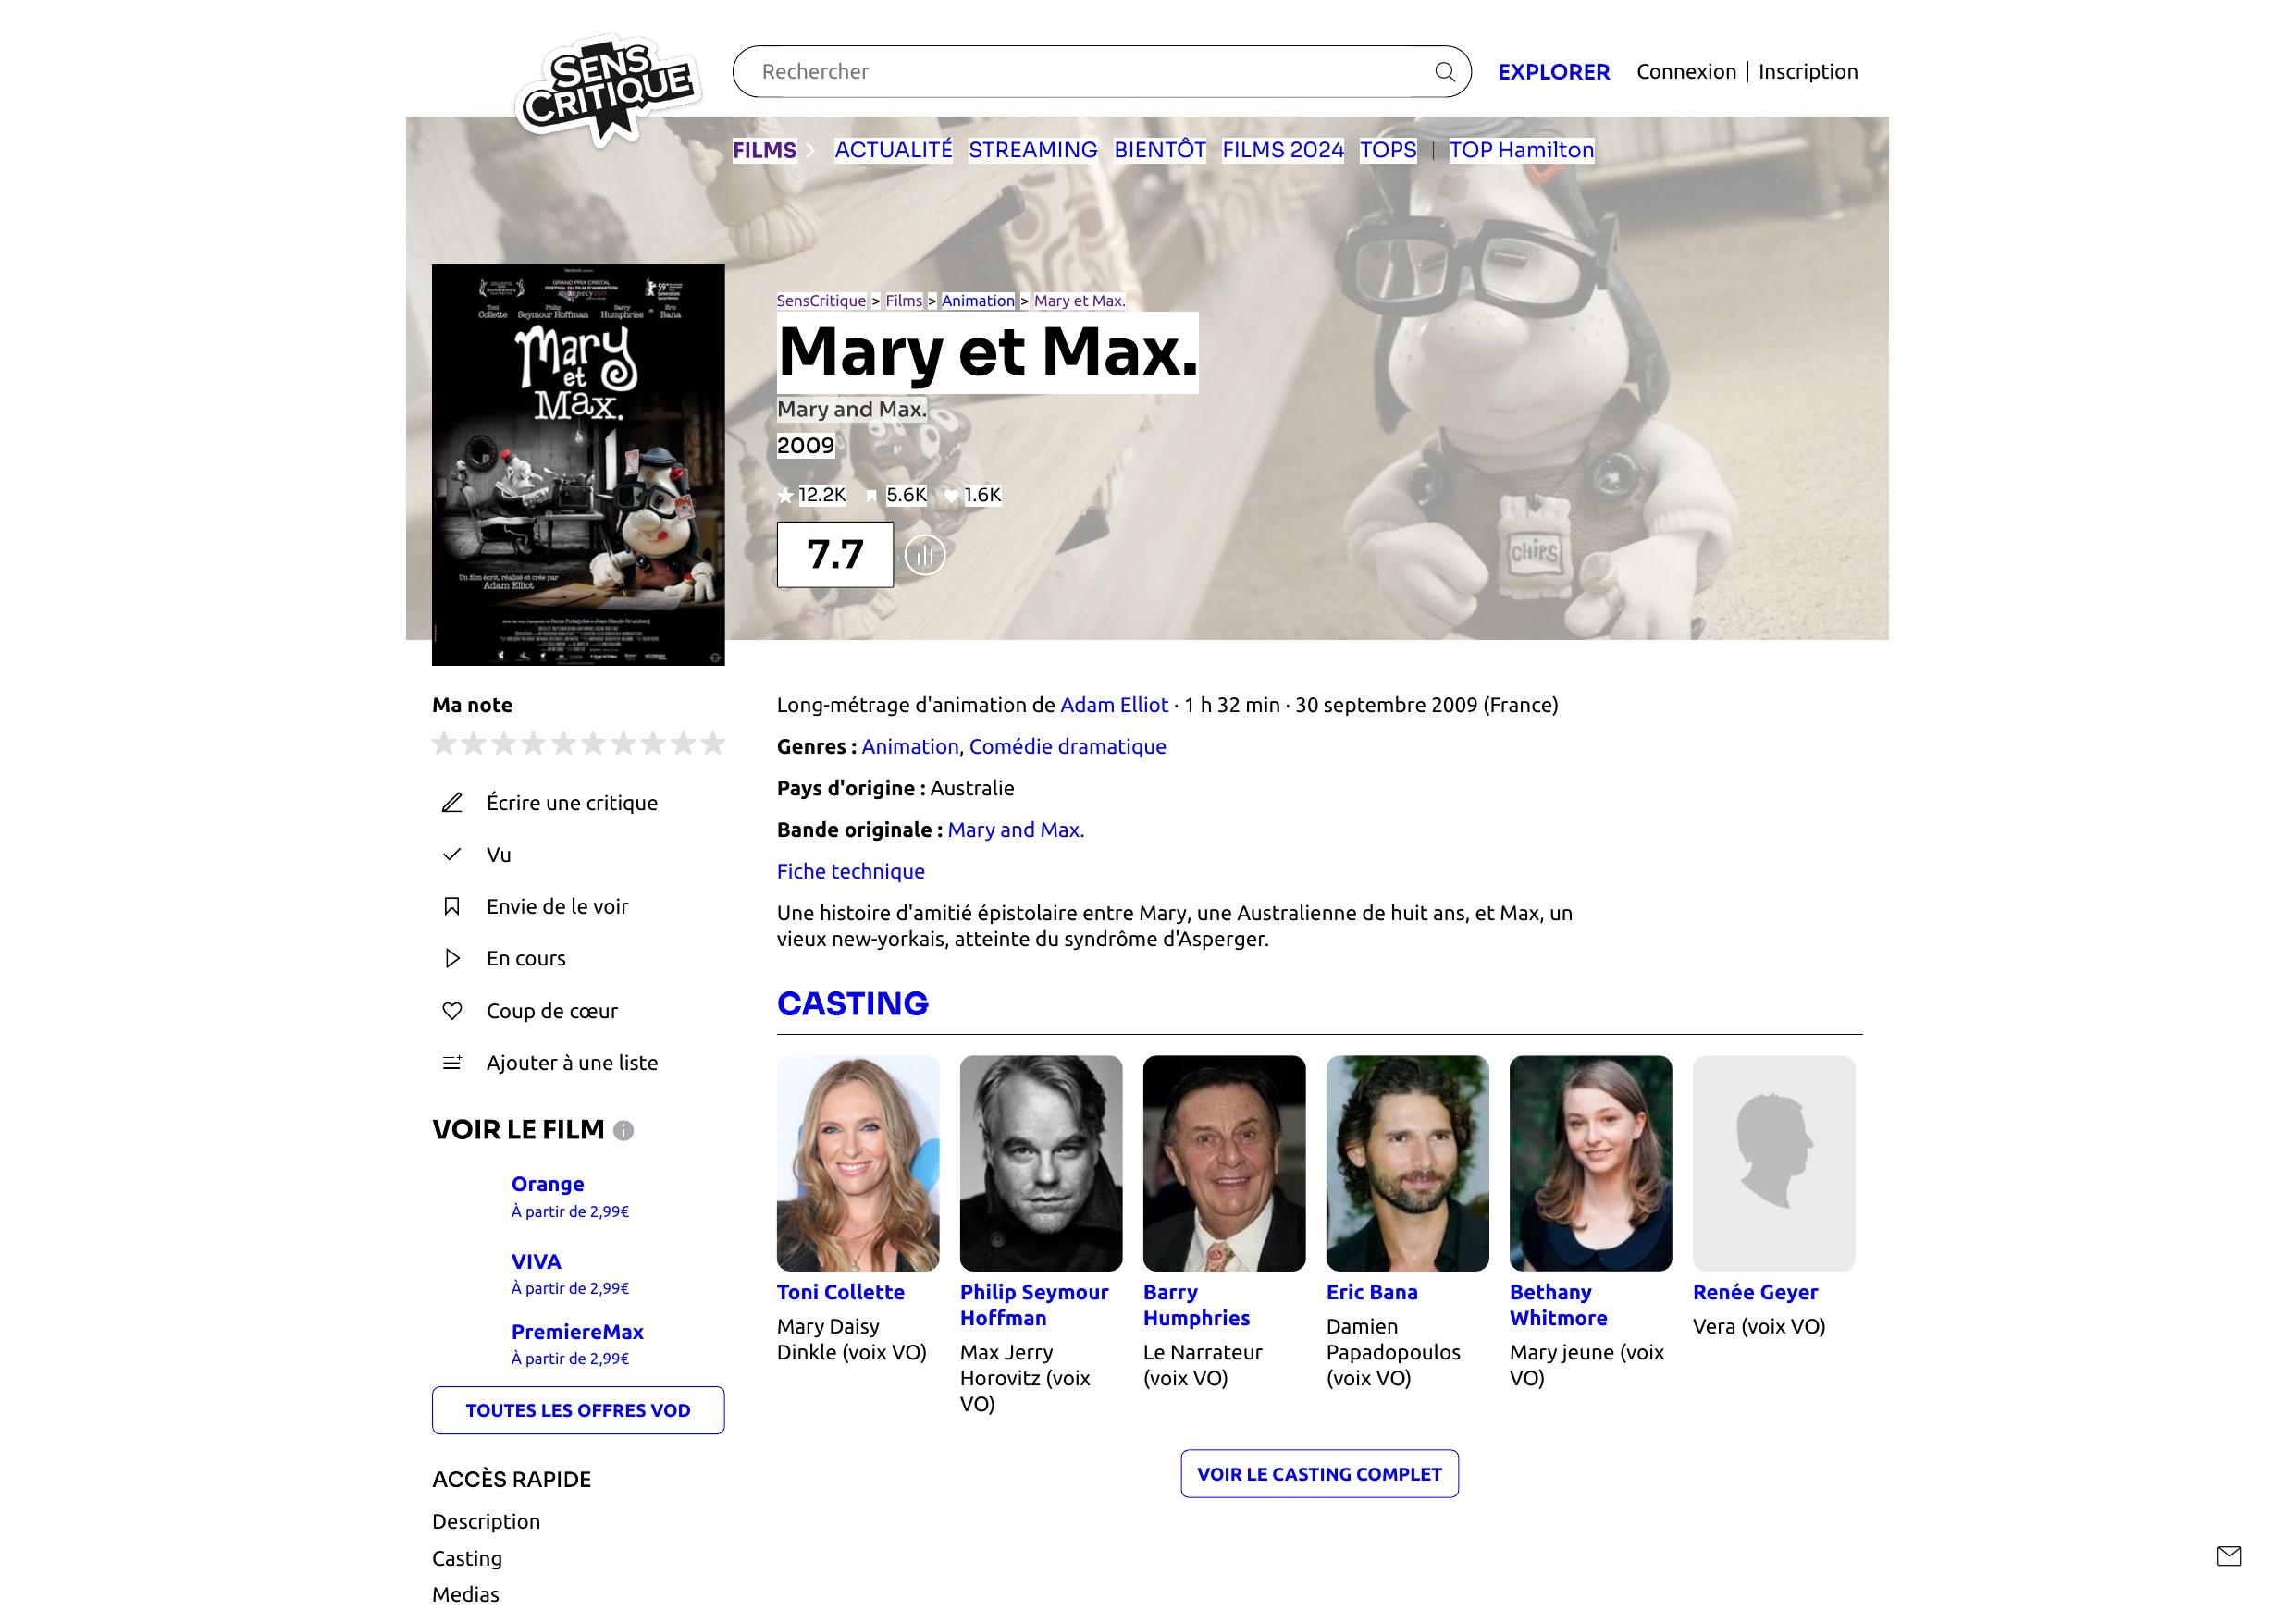 SENS
CRITIQUE
Rechercher
EXPLORER
Connexion
Inscription
FILMS
ACTUALITÉ
STREAMING
BIENTÔT
FILMS 2024
TOPS
TOP Hamilton
SensCritique > Films > Animation > Mary et Max.
Mary et Max.
Mary and Max.
2009
12.2K
5.6K
1.6K
7.7
CHIPS
SUNDANCE
GRAND PRIX CRISTAL
Toni
Collette
Philip
Seymour Hoffman
Barry
Humphries
et
Eric
Bana
Mary
et
Max.
Un film écrit, réalisé et crée par
Adam Elliot
Ma note
Écrire une critique
Vu
Envie de le voir
En cours
Coup de cœur
Ajouter à une liste
VOIR LE FILM
Orange
À partir de 2,99€
VIVA
À partir de 2,99€
PremiereMax
À partir de 2,99€
TOUTES LES OFFRES VOD
ACCÈS RAPIDE
Description
Casting
Medias
Long-métrage d'animation de Adam Elliot · 1 h 32 min · 30 septembre 2009 (France)
Genres : Animation, Comédie dramatique
Pays d'origine : Australie
Bande originale : Mary and Max.
Fiche technique
Une histoire d'amitié épistolaire entre Mary, une Australienne de huit ans, et Max, un
vieux new-yorkais, atteinte du syndrôme d'Asperger.
CASTING
Toni Collette
Mary Daisy
Dinkle (voix VO)
Philip Seymour
Hoffman
Max Jerry
Horovitz (voix
VO)
Barry
Humphries
Le Narrateur
(voix VO)
Eric Bana
Damien
Papadopoulos
(voix VO)
Bethany
Whitmore
Mary jeune (voix
VO)
Renée Geyer
Vera (voix VO)
VOIR LE CASTING COMPLET